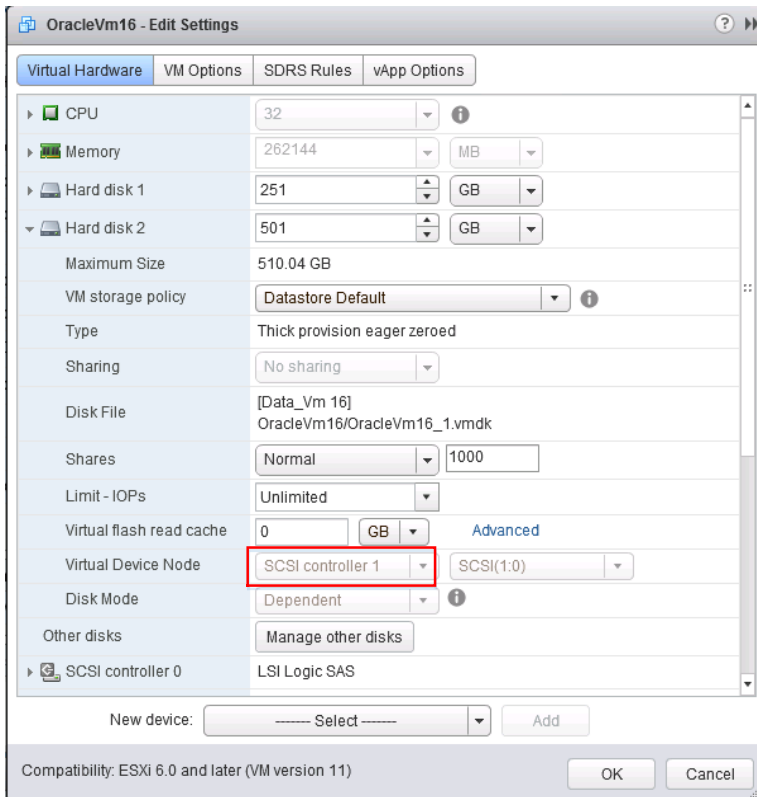 OracleVm16 - Edit Settings
Virtual Hardware VM Options SDRS Rules vApp Options
CPU 32
Memory 262144 MB
Hard disk 1 251 GB
Hard disk 2 501 GB
Maximum Size 510.04 GB
VM storage policy Datastore Default
Type Thick provision eager zeroed
Sharing No sharing
[Data_Vm 16]
Disk File
OracleVm16/OracleVm16_1.vmdk
Shares Normal 1000
Limit - IOPs Unlimited
Virtual flash read cache 0 GB Advanced
Virtual Device Node SCSI controller 1 SCSI(1:0)
Disk Mode Dependent
Other disks Manage other disks
SCSI controller 0 LSI Logic SAS
New device: ------- Select ------- Add
Compatibility: ESXi 6.0 and later (VM version 11) OK Cancel